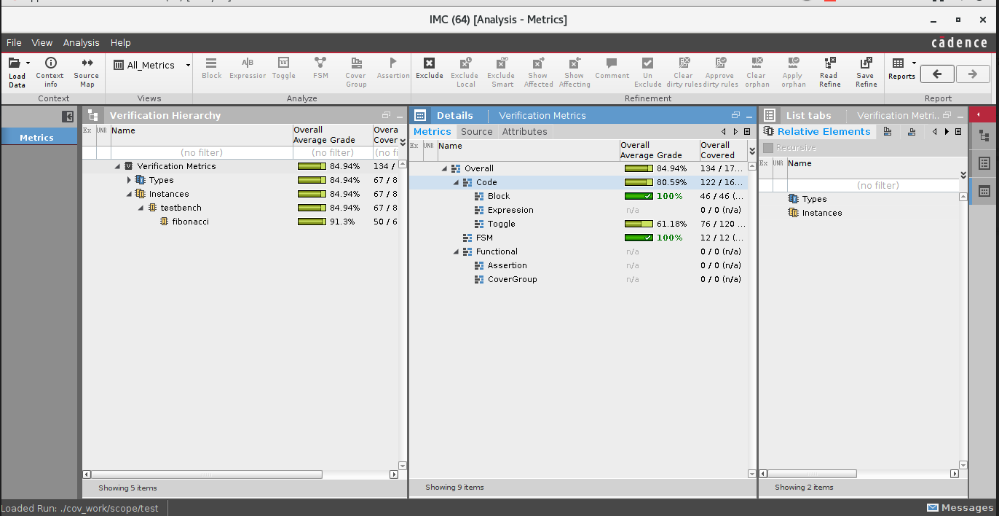 IMC (64) [Analysis - Metrics]
File View Analysis Help
cādence
Load Data
Context info
Source Map
All_Metrics
Block
Expression
Toggle
FSM
Cover Group
Assertion
Exclude
Exclude Local
Exclude Smart
Show Affected
Show Affecting
Comment
Un Exclude
Clear dirty rules
Approve dirty rules
Clear orphan
Apply orphan
Read Refine
Save Refine
Reports
Context
Views
Analyze
Refinement
Report
Metrics
Verification Hierarchy
Ex UNR Name Overall Average Grade Overa Cover
(no filter) (no filter) (no fi
Verification Metrics 84.94% 134 /
Types 84.94% 67 / 8
Instances 84.94% 67 / 8
testbench 84.94% 67 / 8
fibonacci 91.3% 50 / 6
Showing 5 items
Details Verification Metrics
Metrics Source Attributes
Ex UNR Name Overall Average Grade Overall Covered
Overall 84.94% 134 / 17...
Code 80.59% 122 / 16...
Block 100% 46 / 46 (...
Expression n/a 0 / 0 (n/a)
Toggle 61.18% 76 / 120 ...
FSM 100% 12 / 12 (...
Functional n/a 0 / 0 (n/a)
Assertion n/a 0 / 0 (n/a)
CoverGroup n/a 0 / 0 (n/a)
Showing 9 items
List tabs Verification Metri..
Relative Elements
Recursive
Ex UNR Name
(no filter)
Types
Instances
Showing 2 items
Loaded Run: ./cov_work/scope/test
Messages